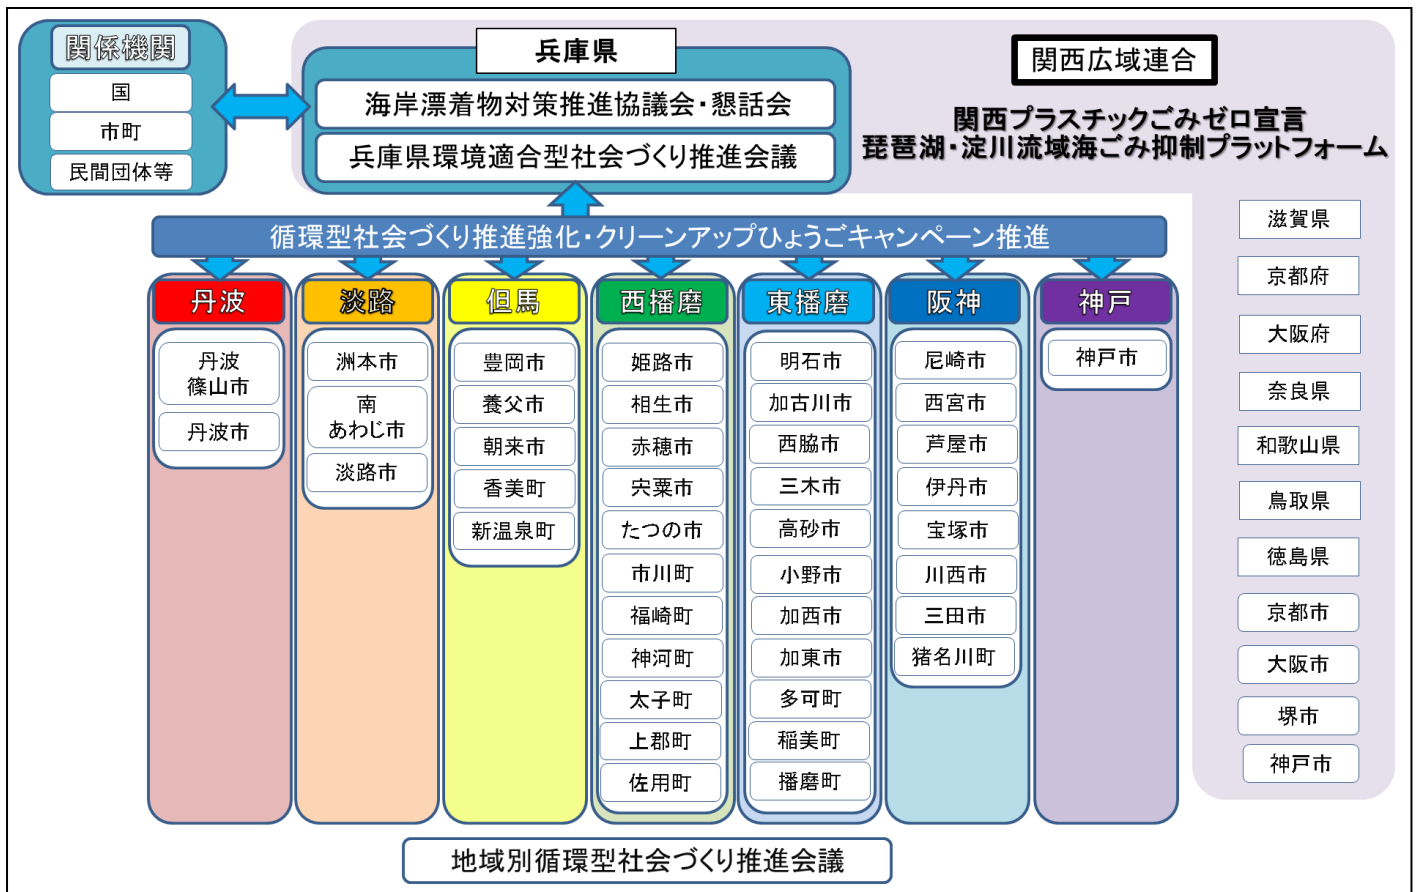 関係機関
国
市町
民間団体等
兵庫県
海岸漂着物対策推進協議会・懇話会
兵庫県環境適合型社会づくり推進会議
関西広域連合
関西プラスチックごみゼロ宣言
琵琶湖・淀川流域海ごみ抑制プラットフォーム
循環型社会づくり推進強化・クリーンアップひょうごキャンペーン推進
丹波
丹波
篠山市
丹波市
淡路
洲本市
南
あわじ市
淡路市
但馬
豊岡市
養父市
朝来市
香美町
新温泉町
西播磨
姫路市
相生市
赤穂市
宍粟市
たつの市
市川町
福崎町
神河町
太子町
上郡町
佐用町
東播磨
明石市
加古川市
西脇市
三木市
高砂市
小野市
加西市
加東市
多可町
稲美町
播磨町
阪神
尼崎市
西宮市
芦屋市
伊丹市
宝塚市
川西市
三田市
猪名川町
神戸
神戸市
滋賀県
京都府
大阪府
奈良県
和歌山県
鳥取県
徳島県
京都市
大阪市
堺市
神戸市
地域別循環型社会づくり推進会議